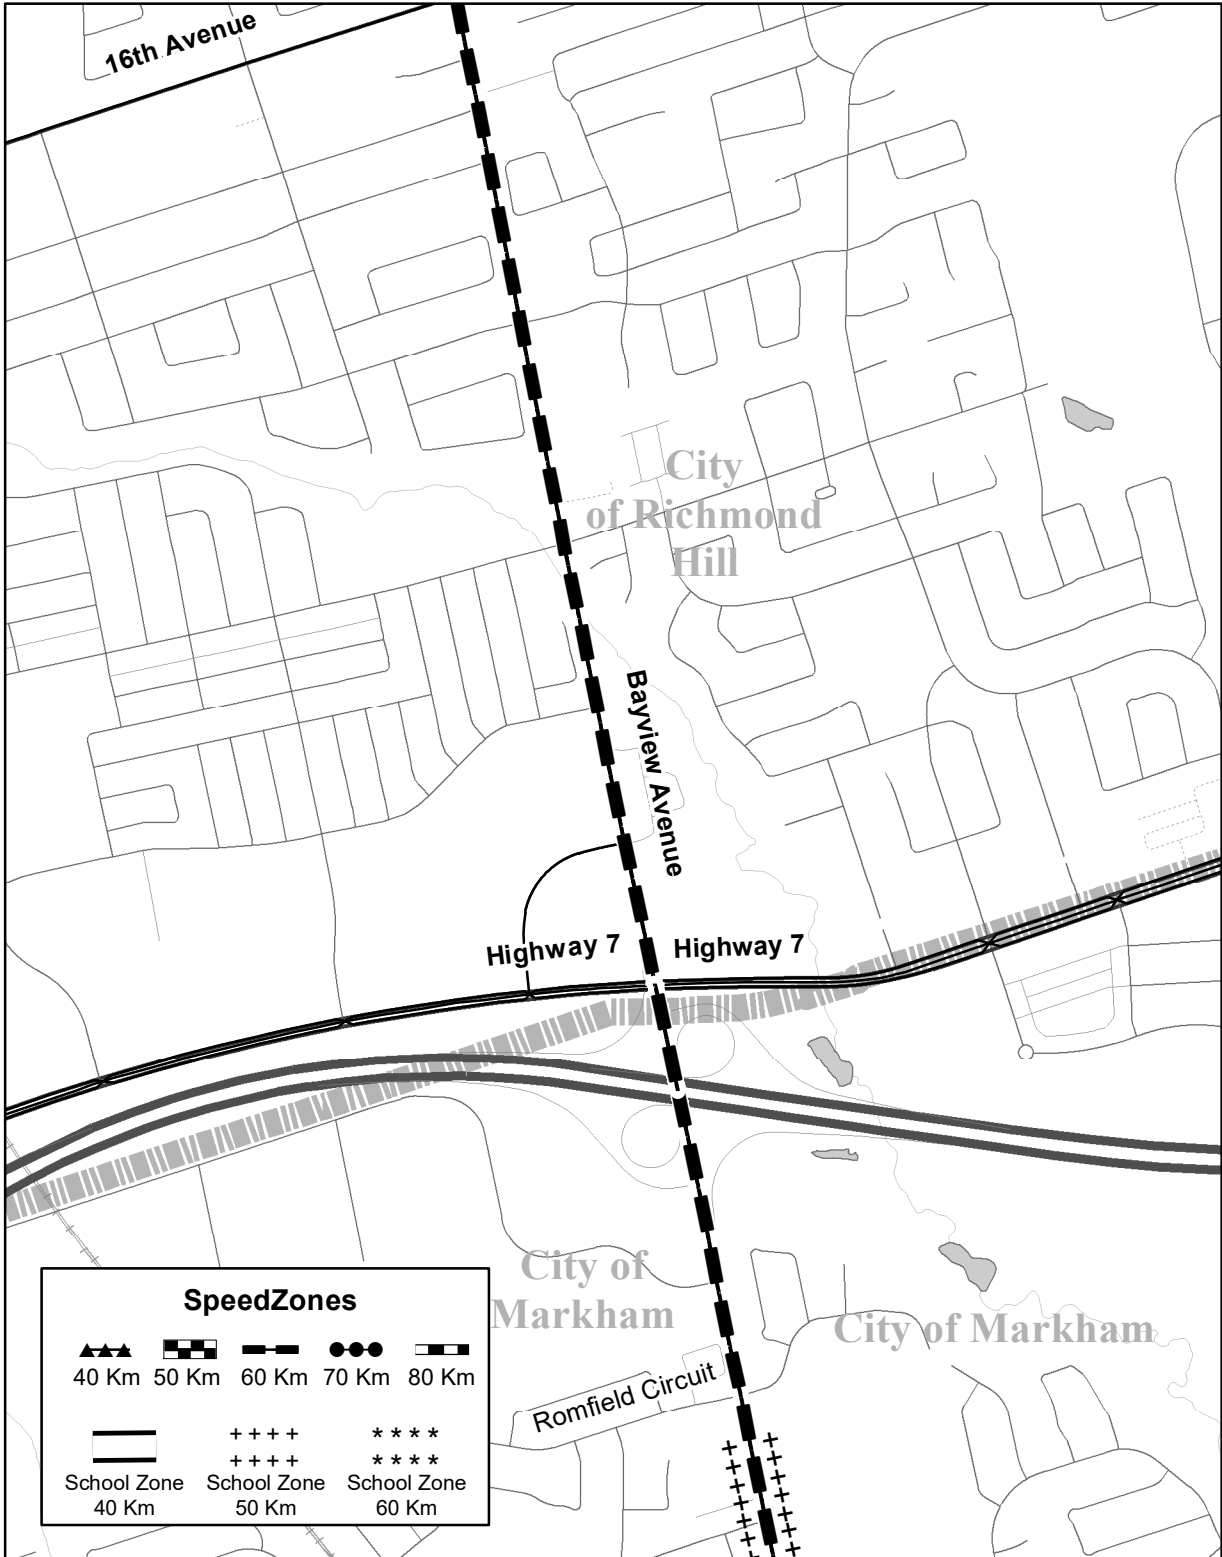 16th Avenue
City
of Richmond
Hill
Bayview Avenue
Highway 7
Highway 7
City of
Markham
City of Markham
Romfield Circuit
SpeedZones
40 Km 50 Km 60 Km 70 Km 80 Km
School Zone School Zone School Zone
40 Km 50 Km 60 Km